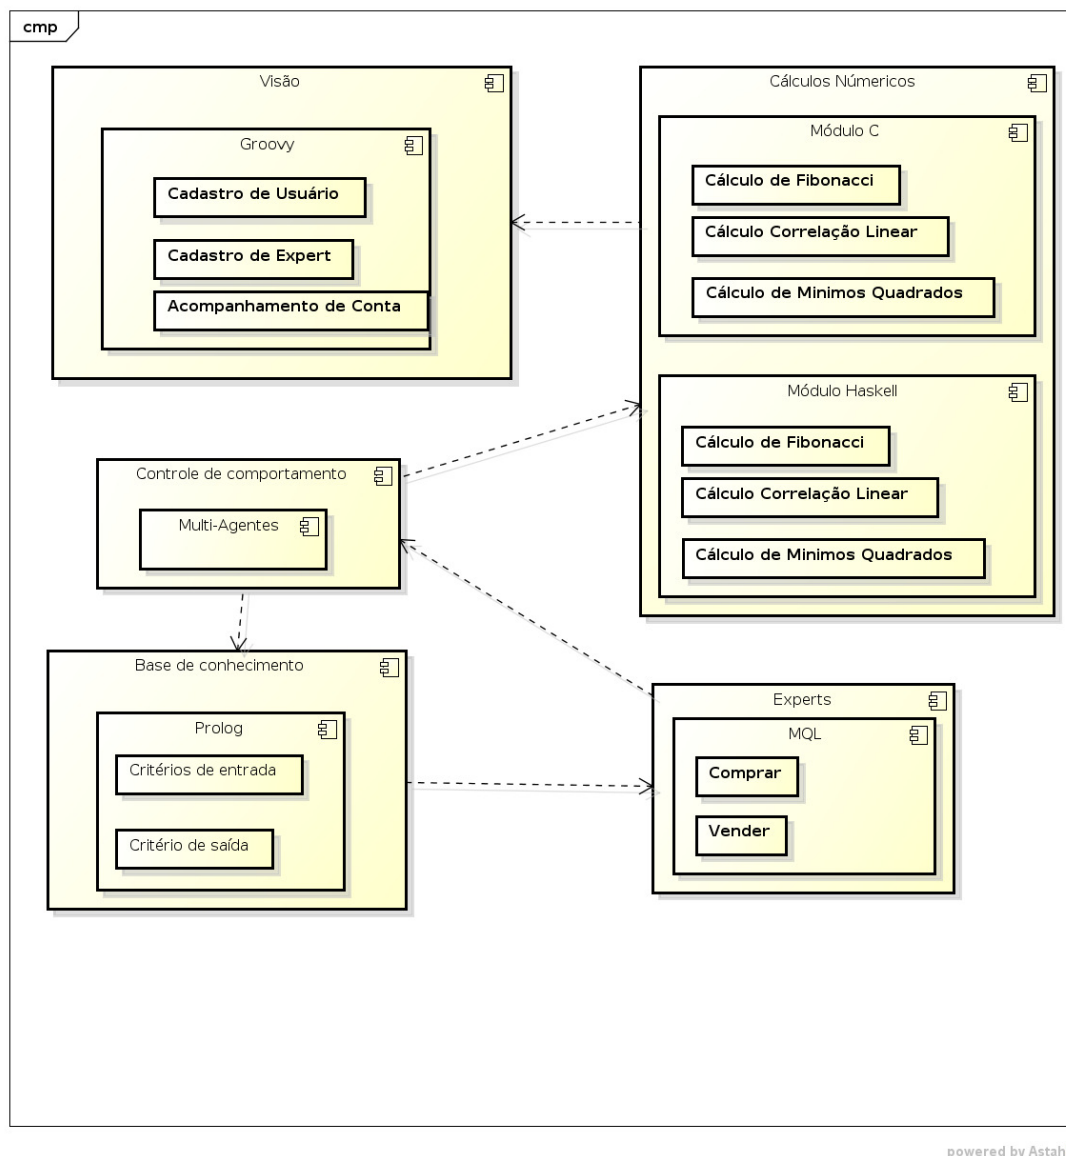 cmp
Visão
Groovy
Cadastro de Usuário
Cadastro de Expert
Acompanhamento de Conta
Cálculos Númericos
Módulo C
Cálculo de Fibonacci
Cálculo Correlação Linear
Cálculo de Minimos Quadrados
Módulo Haskell
Cálculo de Fibonacci
Cálculo Correlação Linear
Cálculo de Minimos Quadrados
Controle de comportamento
Multi-Agentes
Base de conhecimento
Prolog
Critérios de entrada
Critério de saída
Experts
MQL
Comprar
Vender
powered by Astah